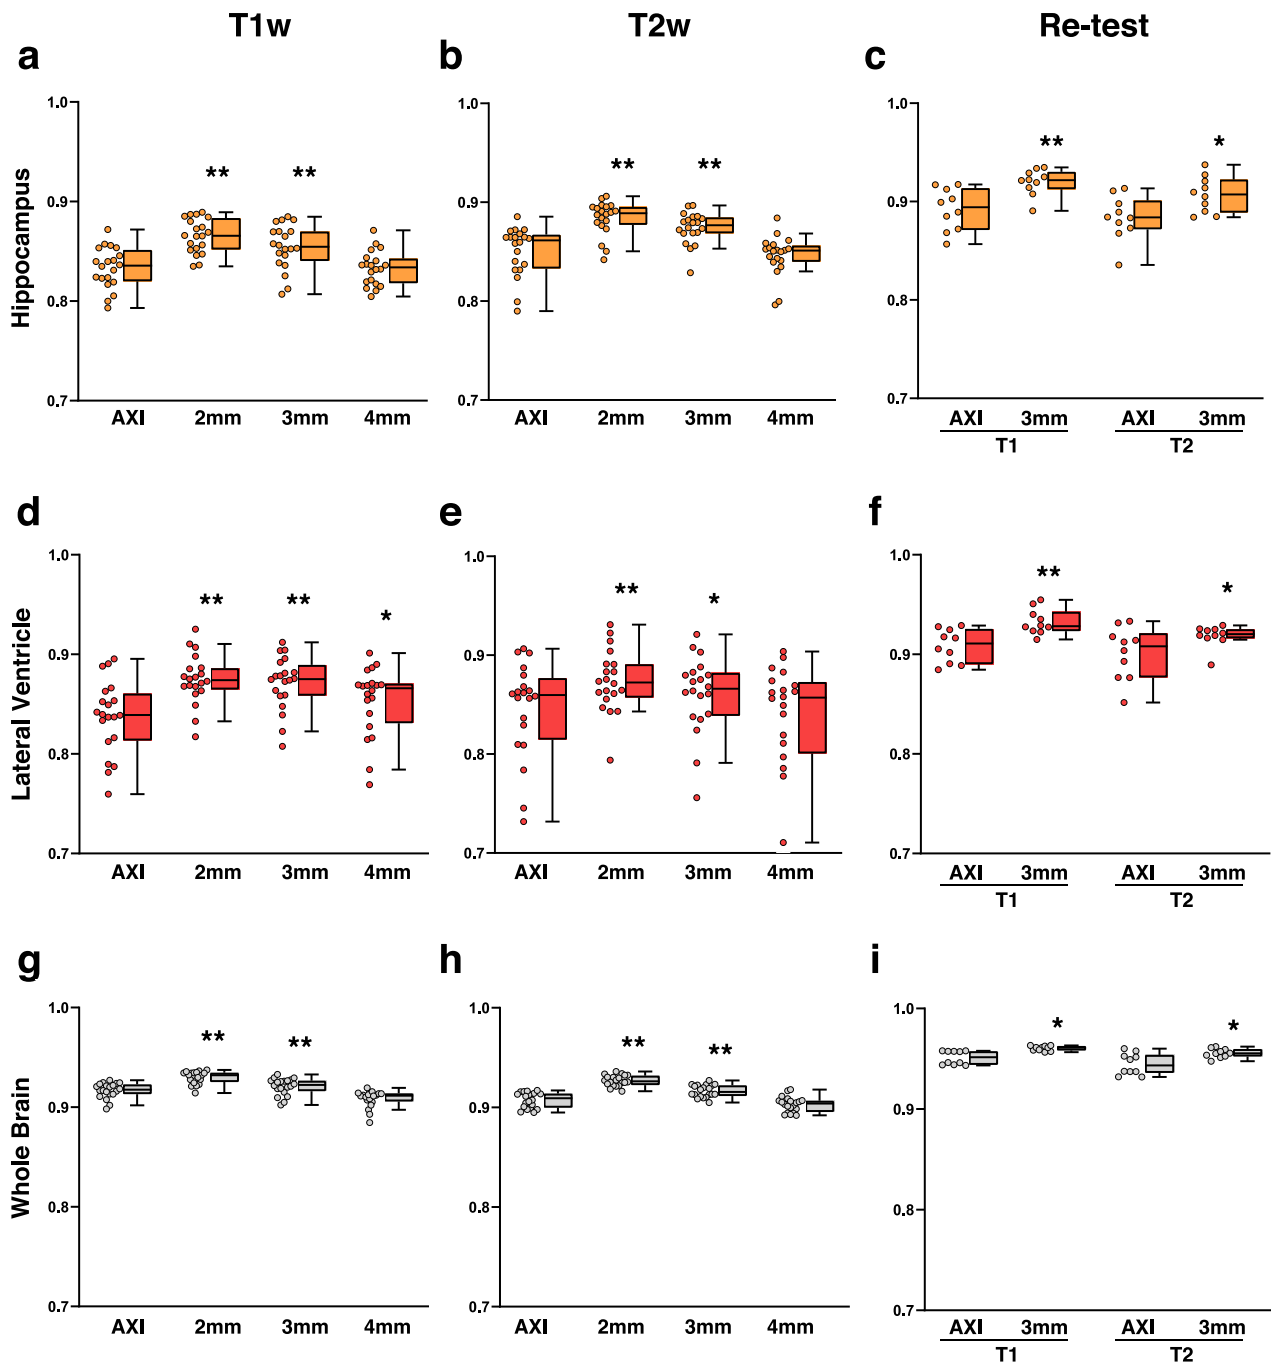 T1w T2w Re-test
a b c
Hippocampus
1.0 1.0 1.0
** ** ** ** ** *
0.9 0.9 0.9
0.8 0.8 0.8
0.7 0.7 0.7
AXI 2mm 3mm 4mm AXI 2mm 3mm 4mm AXI 3mm AXI 3mm
T1 T2
d e f
Lateral Ventricle
1.0 1.0 1.0
** ** * ** * ** *
0.9 0.9 0.9
0.8 0.8 0.8
0.7 0.7 0.7
AXI 2mm 3mm 4mm AXI 2mm 3mm 4mm AXI 3mm AXI 3mm
T1 T2
g h i
Whole Brain
1.0 1.0 1.0
** ** ** ** * *
0.9 0.9 0.9
0.8 0.8 0.8
0.7 0.7 0.7
AXI 2mm 3mm 4mm AXI 2mm 3mm 4mm AXI 3mm AXI 3mm
T1 T2